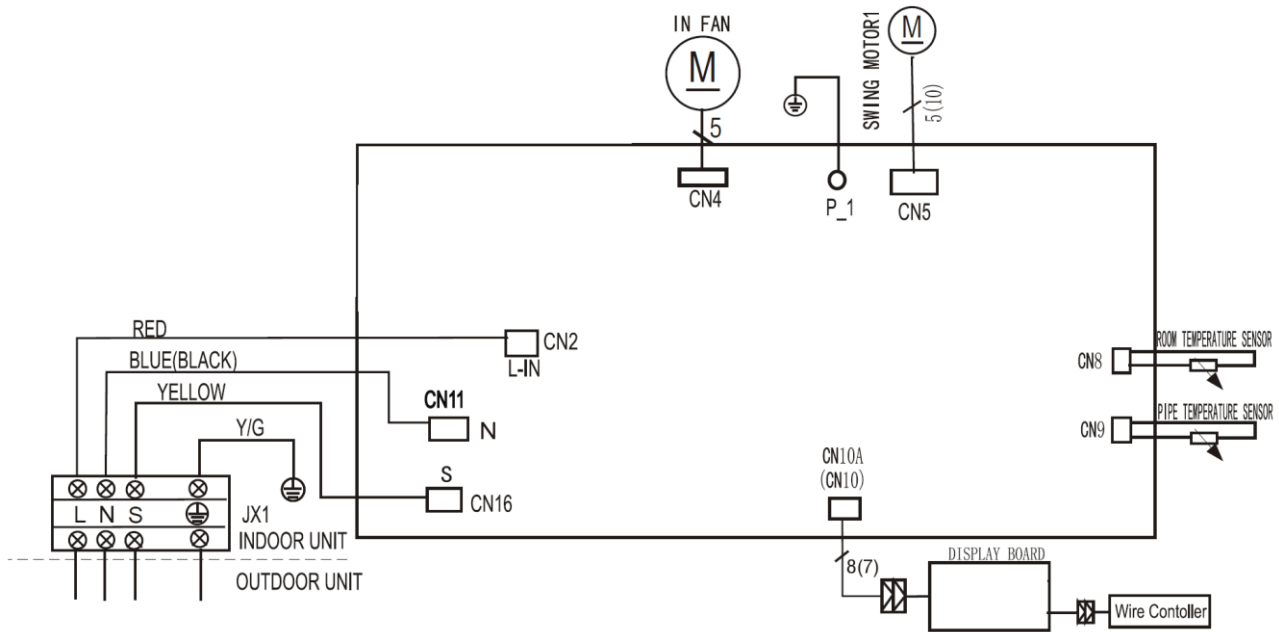 IN FAN
M
5
CN4
P_1
SWING MOTOR1
M
5(10)
CN5
RED
CN2
L-IN
BLUE(BLACK)
CN11
N
YELLOW
Y/G
S
CN16
L N S
JX1
INDOOR UNIT
OUTDOOR UNIT
CN8
ROOM TEMPERATURE SENSOR
CN9
PIPE TEMPERATURE SENSOR
CN10A
(CN10)
8(7)
DISPLAY BOARD
Wire Contoller